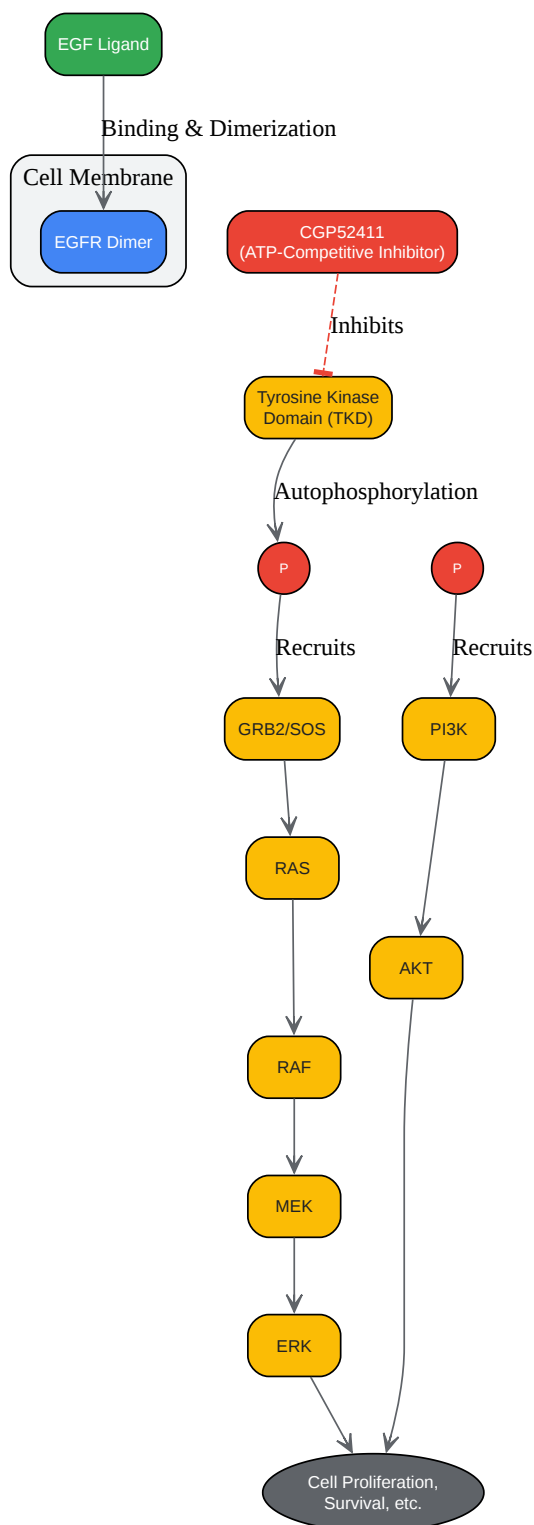 EGF Ligand
Binding & Dimerization
Cell Membrane
EGFR Dimer
CGP52411
(ATP-Competitive Inhibitor)
Inhibits
Tyrosine Kinase
Domain (TKD)
Autophosphorylation
P
P
Recruits
Recruits
GRB2/SOS
PI3K
RAS
AKT
RAF
MEK
ERK
Cell Proliferation,
Survival, etc.